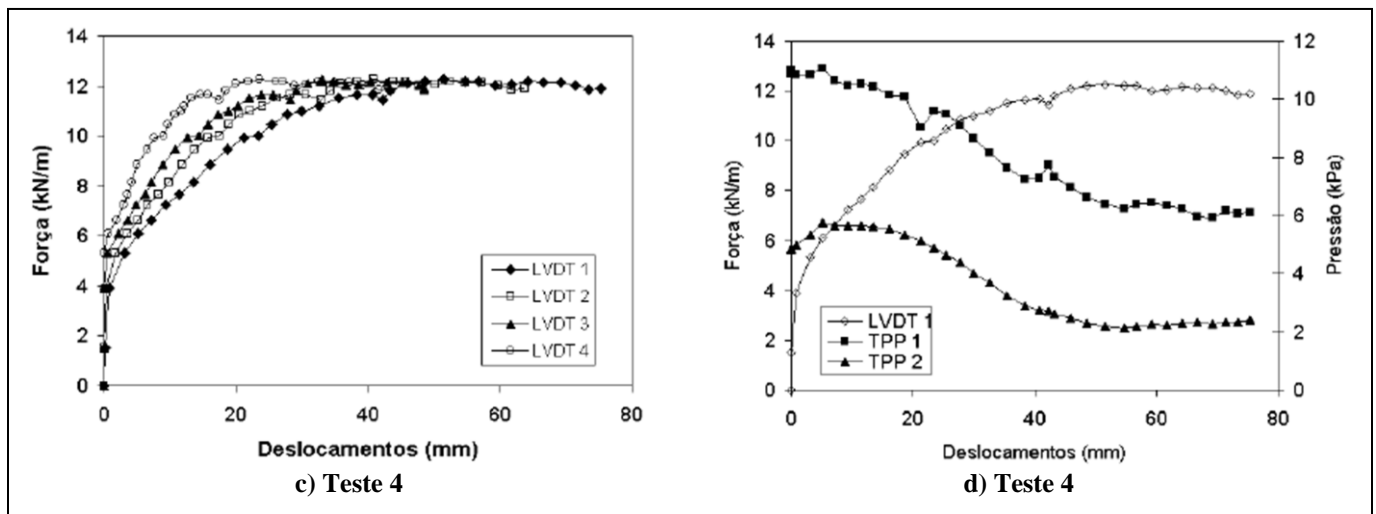 14
12
10
8
6
4
2
0
Força (kN/m)
0 20 40 60 80
Deslocamentos (mm)
LVDT 1
LVDT 2
LVDT 3
LVDT 4
c) Teste 4
14
12
10
8
6
4
2
0
Força (kN/m)
12
10
8
6
4
2
0
Pressão (kPa)
0 20 40 60 80
Deslocamentos (mm)
LVDT 1
TPP 1
TPP 2
d) Teste 4